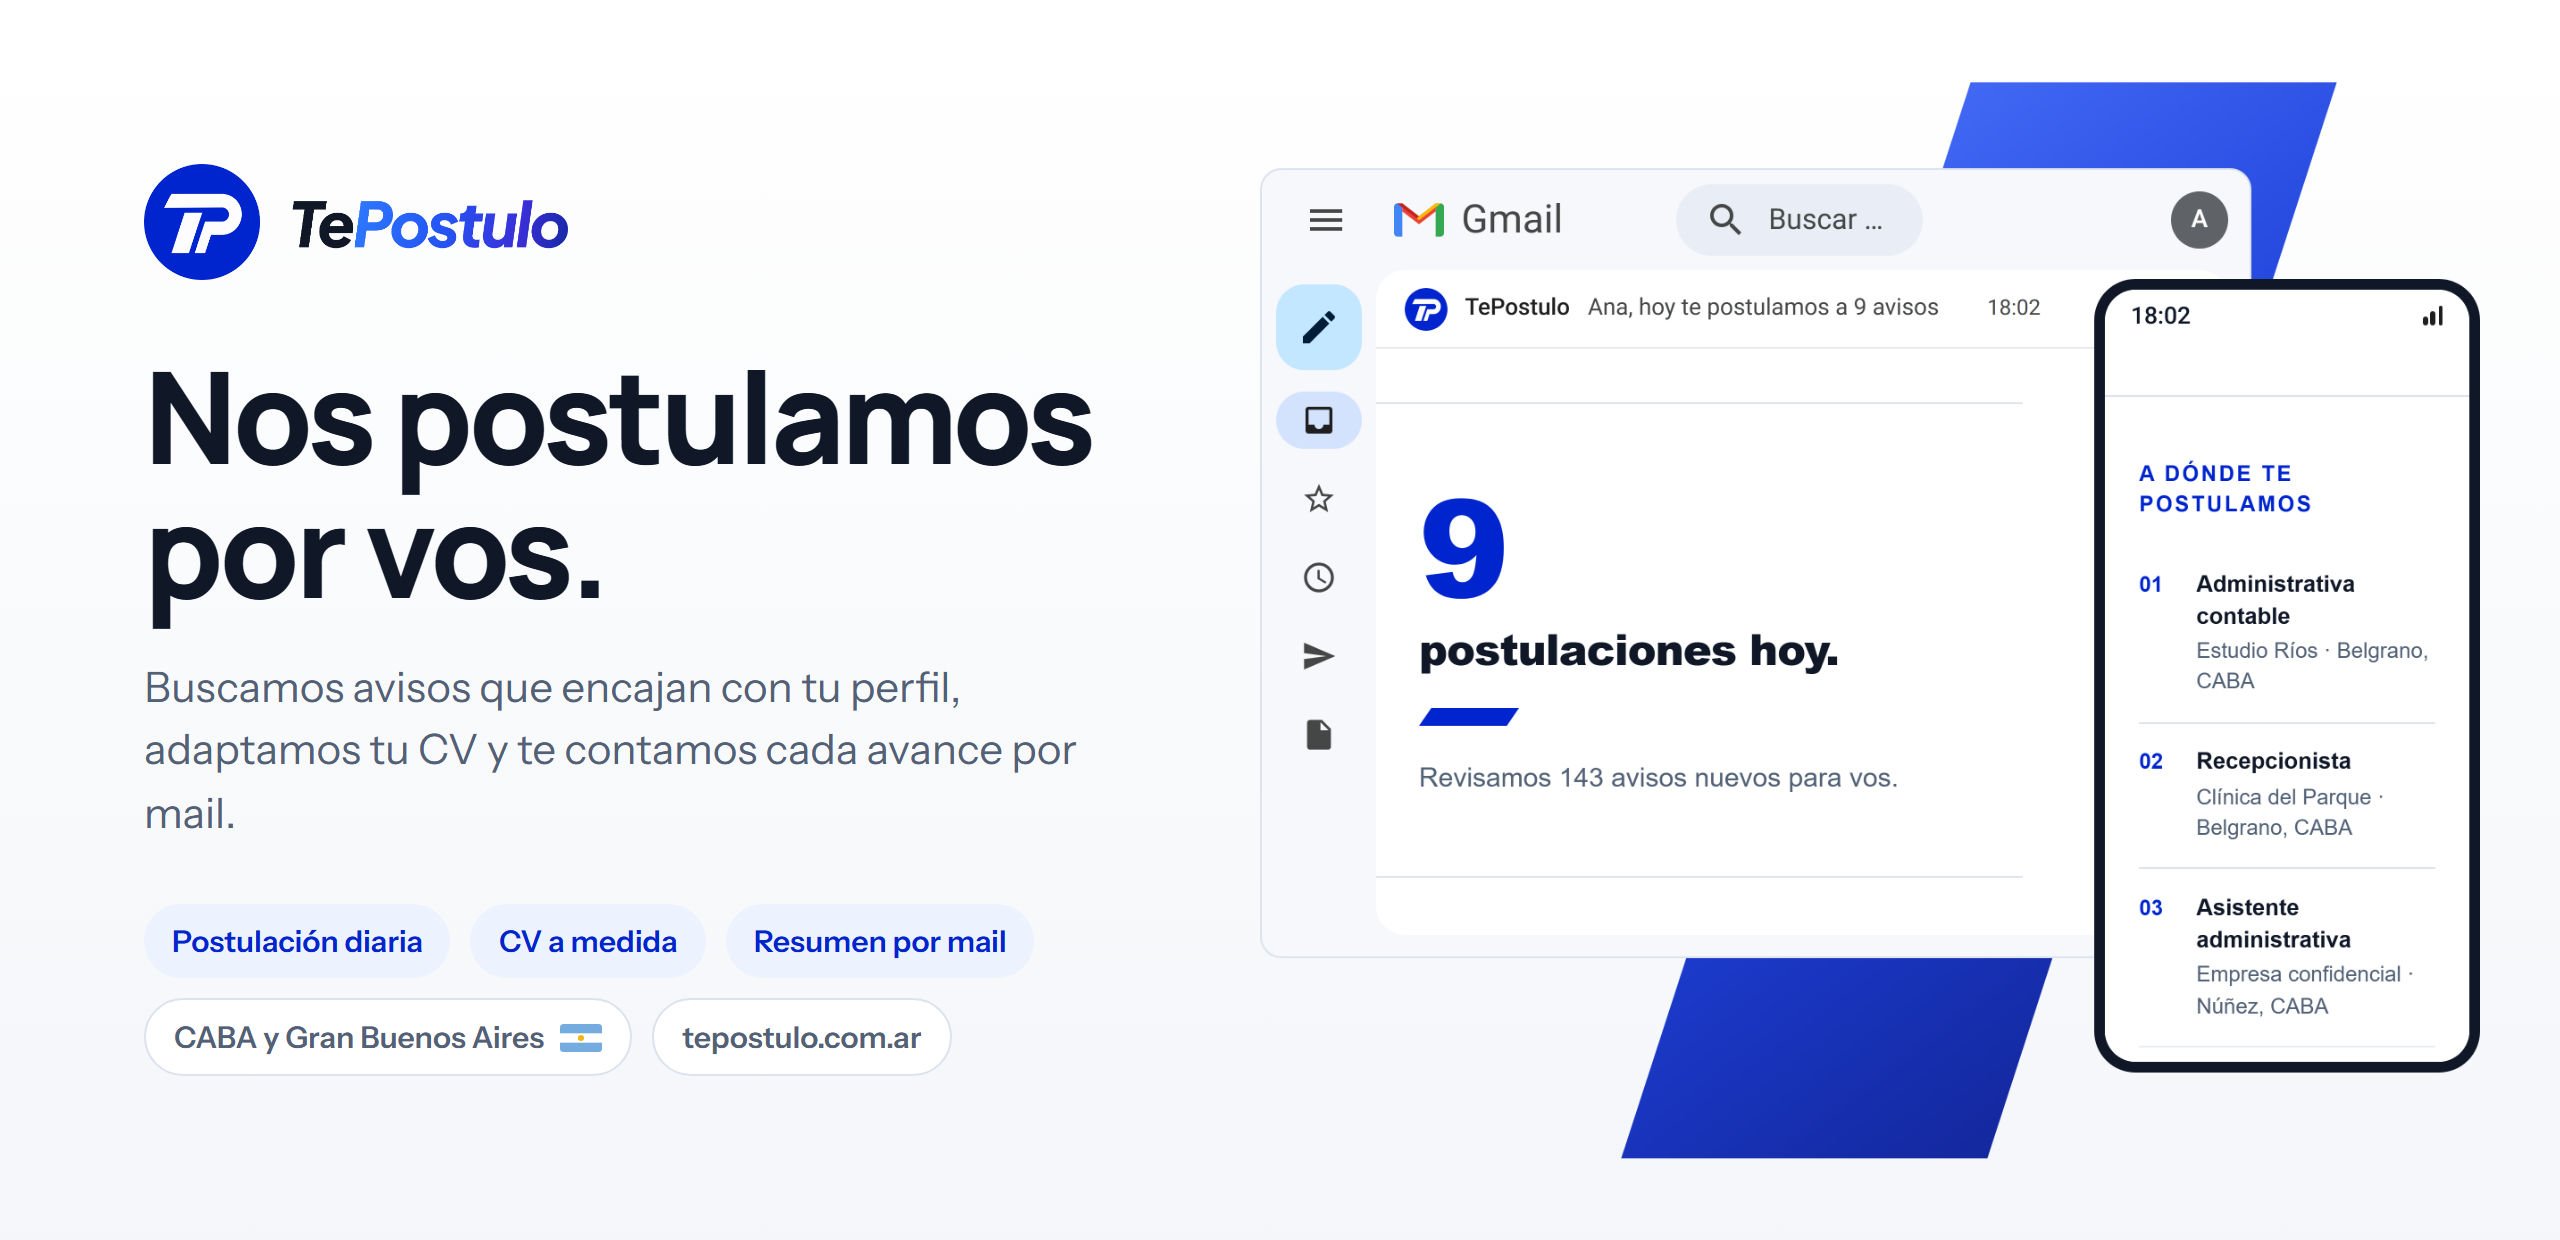 TP TePostulo
Nos postulamos
por vos.
Buscamos avisos que encajan con tu perfil,
adaptamos tu CV y te contamos cada avance por
mail.
Postulación diaria
CV a medida
Resumen por mail
CABA y Gran Buenos Aires
tepostulo.com.ar
Gmail
Buscar ...
A
TP TePostulo Ana, hoy te postulamos a 9 avisos 18:02
9
postulaciones hoy.
Revisamos 143 avisos nuevos para vos.
18:02
A DÓNDE TE
POSTULAMOS
01 Administrativa
contable
Estudio Ríos · Belgrano,
CABA
02 Recepcionista
Clínica del Parque ·
Belgrano, CABA
03 Asistente
administrativa
Empresa confidencial ·
Núñez, CABA